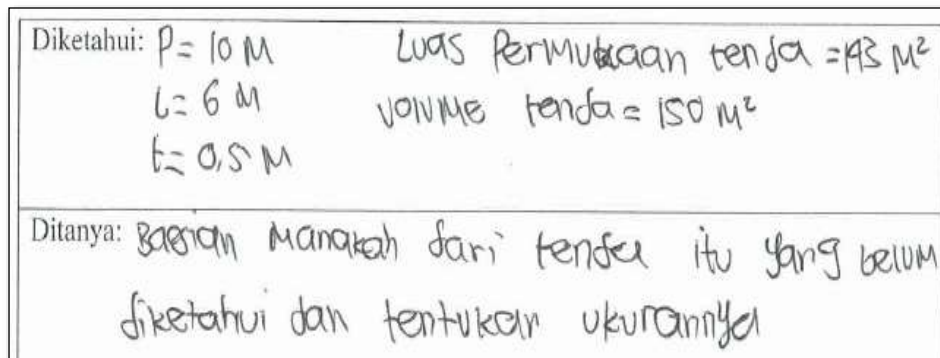 Diketahui: P = 10 M Luas Permukaan tenda = 143 M²
l = 6 M Volume tenda = 150 M²
t = 0,5 M
Ditanya: Bagian Manakah dari tenda itu yang belum
diketahui dan tentukan ukurannya